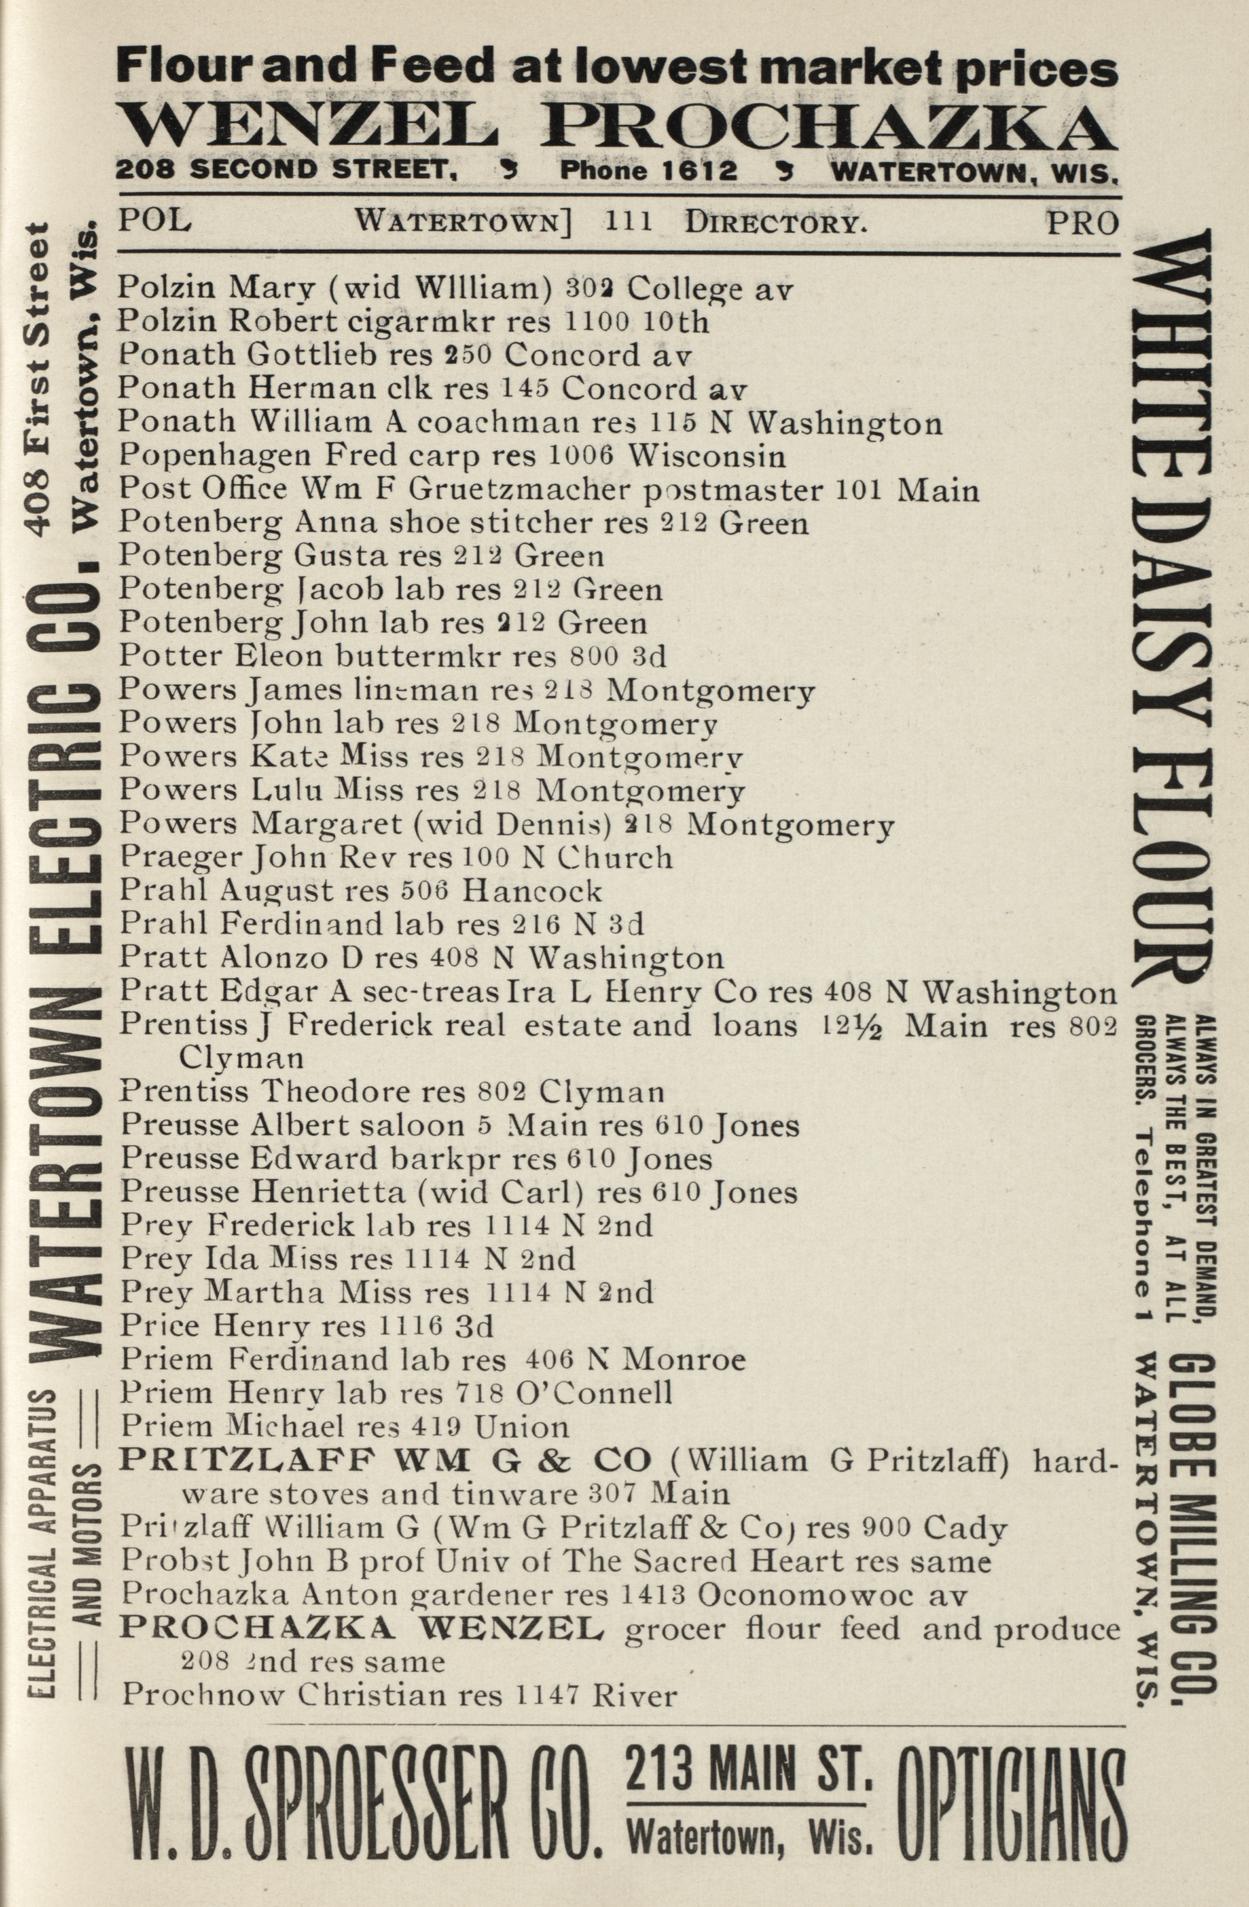 Flour and Feed at lowest market prices
WENZEL PROCHAZKA
208 SECOND STREET, Phone 1612 WATERTOWN, WIS.
POL WATERTOWN] 111 DIRECTORY. PRO
Polzin Mary (wid WIlliam) 302 College av
Polzin Robert cigarmkr res 1100 10th
Ponath Gottlieb res 250 Concord av
Ponath Herman clk res 145 Concord av
Ponath William A coachman res 115 N Washington
Popenhagen Fred carp res 1006 Wisconsin
Post Office Wm F Gruetzmacher postmaster 101 Main
Potenberg Anna shoe stitcher res 212 Green
Potenberg Gusta res 212 Green
Potenberg Jacob lab res 212 Green
Potenberg John lab res 212 Green
Potter Eleon buttermkr res 800 3d
Powers James lineman res 218 Montgomery
Powers John lab res 218 Montgomery
Powers Kate Miss res 218 Montgomery
Powers Lulu Miss res 218 Montgomery
Powers Margaret (wid Dennis) 218 Montgomery
Praeger John Rev res 100 N Church
Prahl August res 506 Hancock
Prahl Ferdinand lab res 216 N 3d
Pratt Alonzo D res 408 N Washington
Pratt Edgar A sec-treas Ira L Henry Co res 408 N Washington
Prentiss J Frederick real estate and loans 12½ Main res 802
Clyman
Prentiss Theodore res 802 Clyman
Preusse Albert saloon 5 Main res 610 Jones
Preusse Edward barkpr res 610 Jones
Preusse Henrietta (wid Carl) res 610 Jones
Prey Frederick lab res 1114 N 2nd
Prey Ida Miss res 1114 N 2nd
Prey Martha Miss res 1114 N 2nd
Price Henry res 1116 3d
Priem Ferdinand lab res 406 N Monroe
Priem Henry lab res 718 O'Connell
Priem Michael res 419 Union
PRITZLAFF WM G & CO (William G Pritzlaff) hard-
ware stoves and tinware 307 Main
Pritzlaff William G (Wm G Pritzlaff & Co) res 900 Cady
Probst John B prof Univ of The Sacred Heart res same
Prochazka Anton gardener res 1413 Oconomowoc av
PROCHAZKA WENZEL grocer flour feed and produce
208 2nd res same
Prochnow Christian res 1147 River
W. D. SPROESSER CO. 213 MAIN ST. OPTICIANS
Watertown, Wis.
ELECTRICAL APPARATUS
AND MOTORS
WATERTOWN ELECTRIC CO.
408 First Street
Watertown, Wis.
WHITE DAISY FLOUR
ALWAYS IN GREATEST DEMAND,
ALWAYS THE BEST, AT ALL
GROCERS. Telephone 1
GLOBE MILLING CO.
WATERTOWN, WIS.